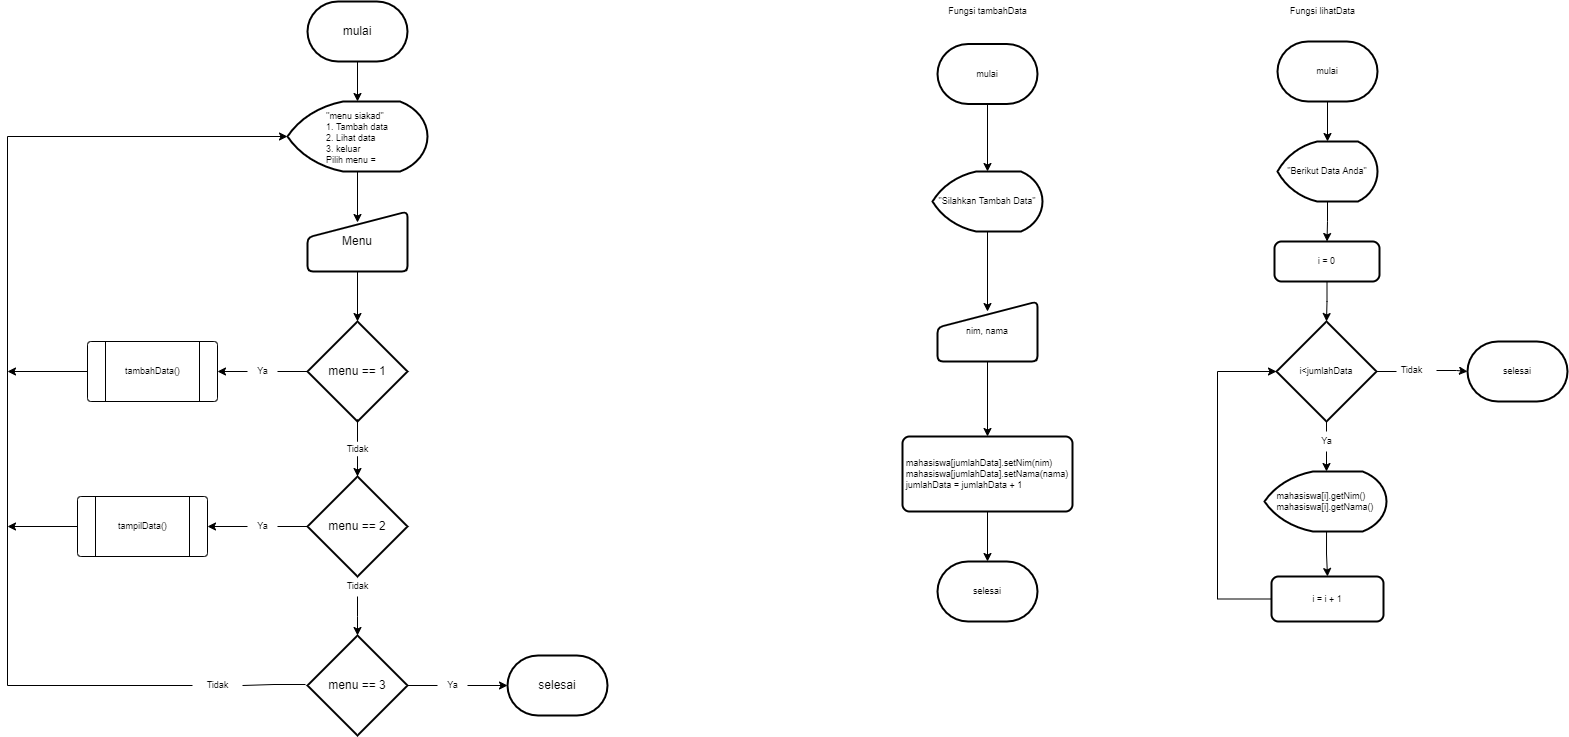 mulai
"menu siakad"
1. Tambah data
2. Lihat data
3. keluar
Pilih menu =
Menu
menu == 1
Ya
tambahData()
Tidak
menu == 2
Ya
tampilData()
Tidak
menu == 3
Tidak
Ya
selesai
Fungsi tambahData
mulai
"Silahkan Tambah Data"
nim, nama
mahasiswa[jumlahData].setNim(nim)
mahasiswa[jumlahData].setNama(nama)
jumlahData = jumlahData + 1
selesai
Fungsi lihatData
mulai
"Berikut Data Anda"
i = 0
i<jumlahData
Tidak
selesai
Ya
mahasiswa[i].getNim()
mahasiswa[i].getNama()
i = i + 1